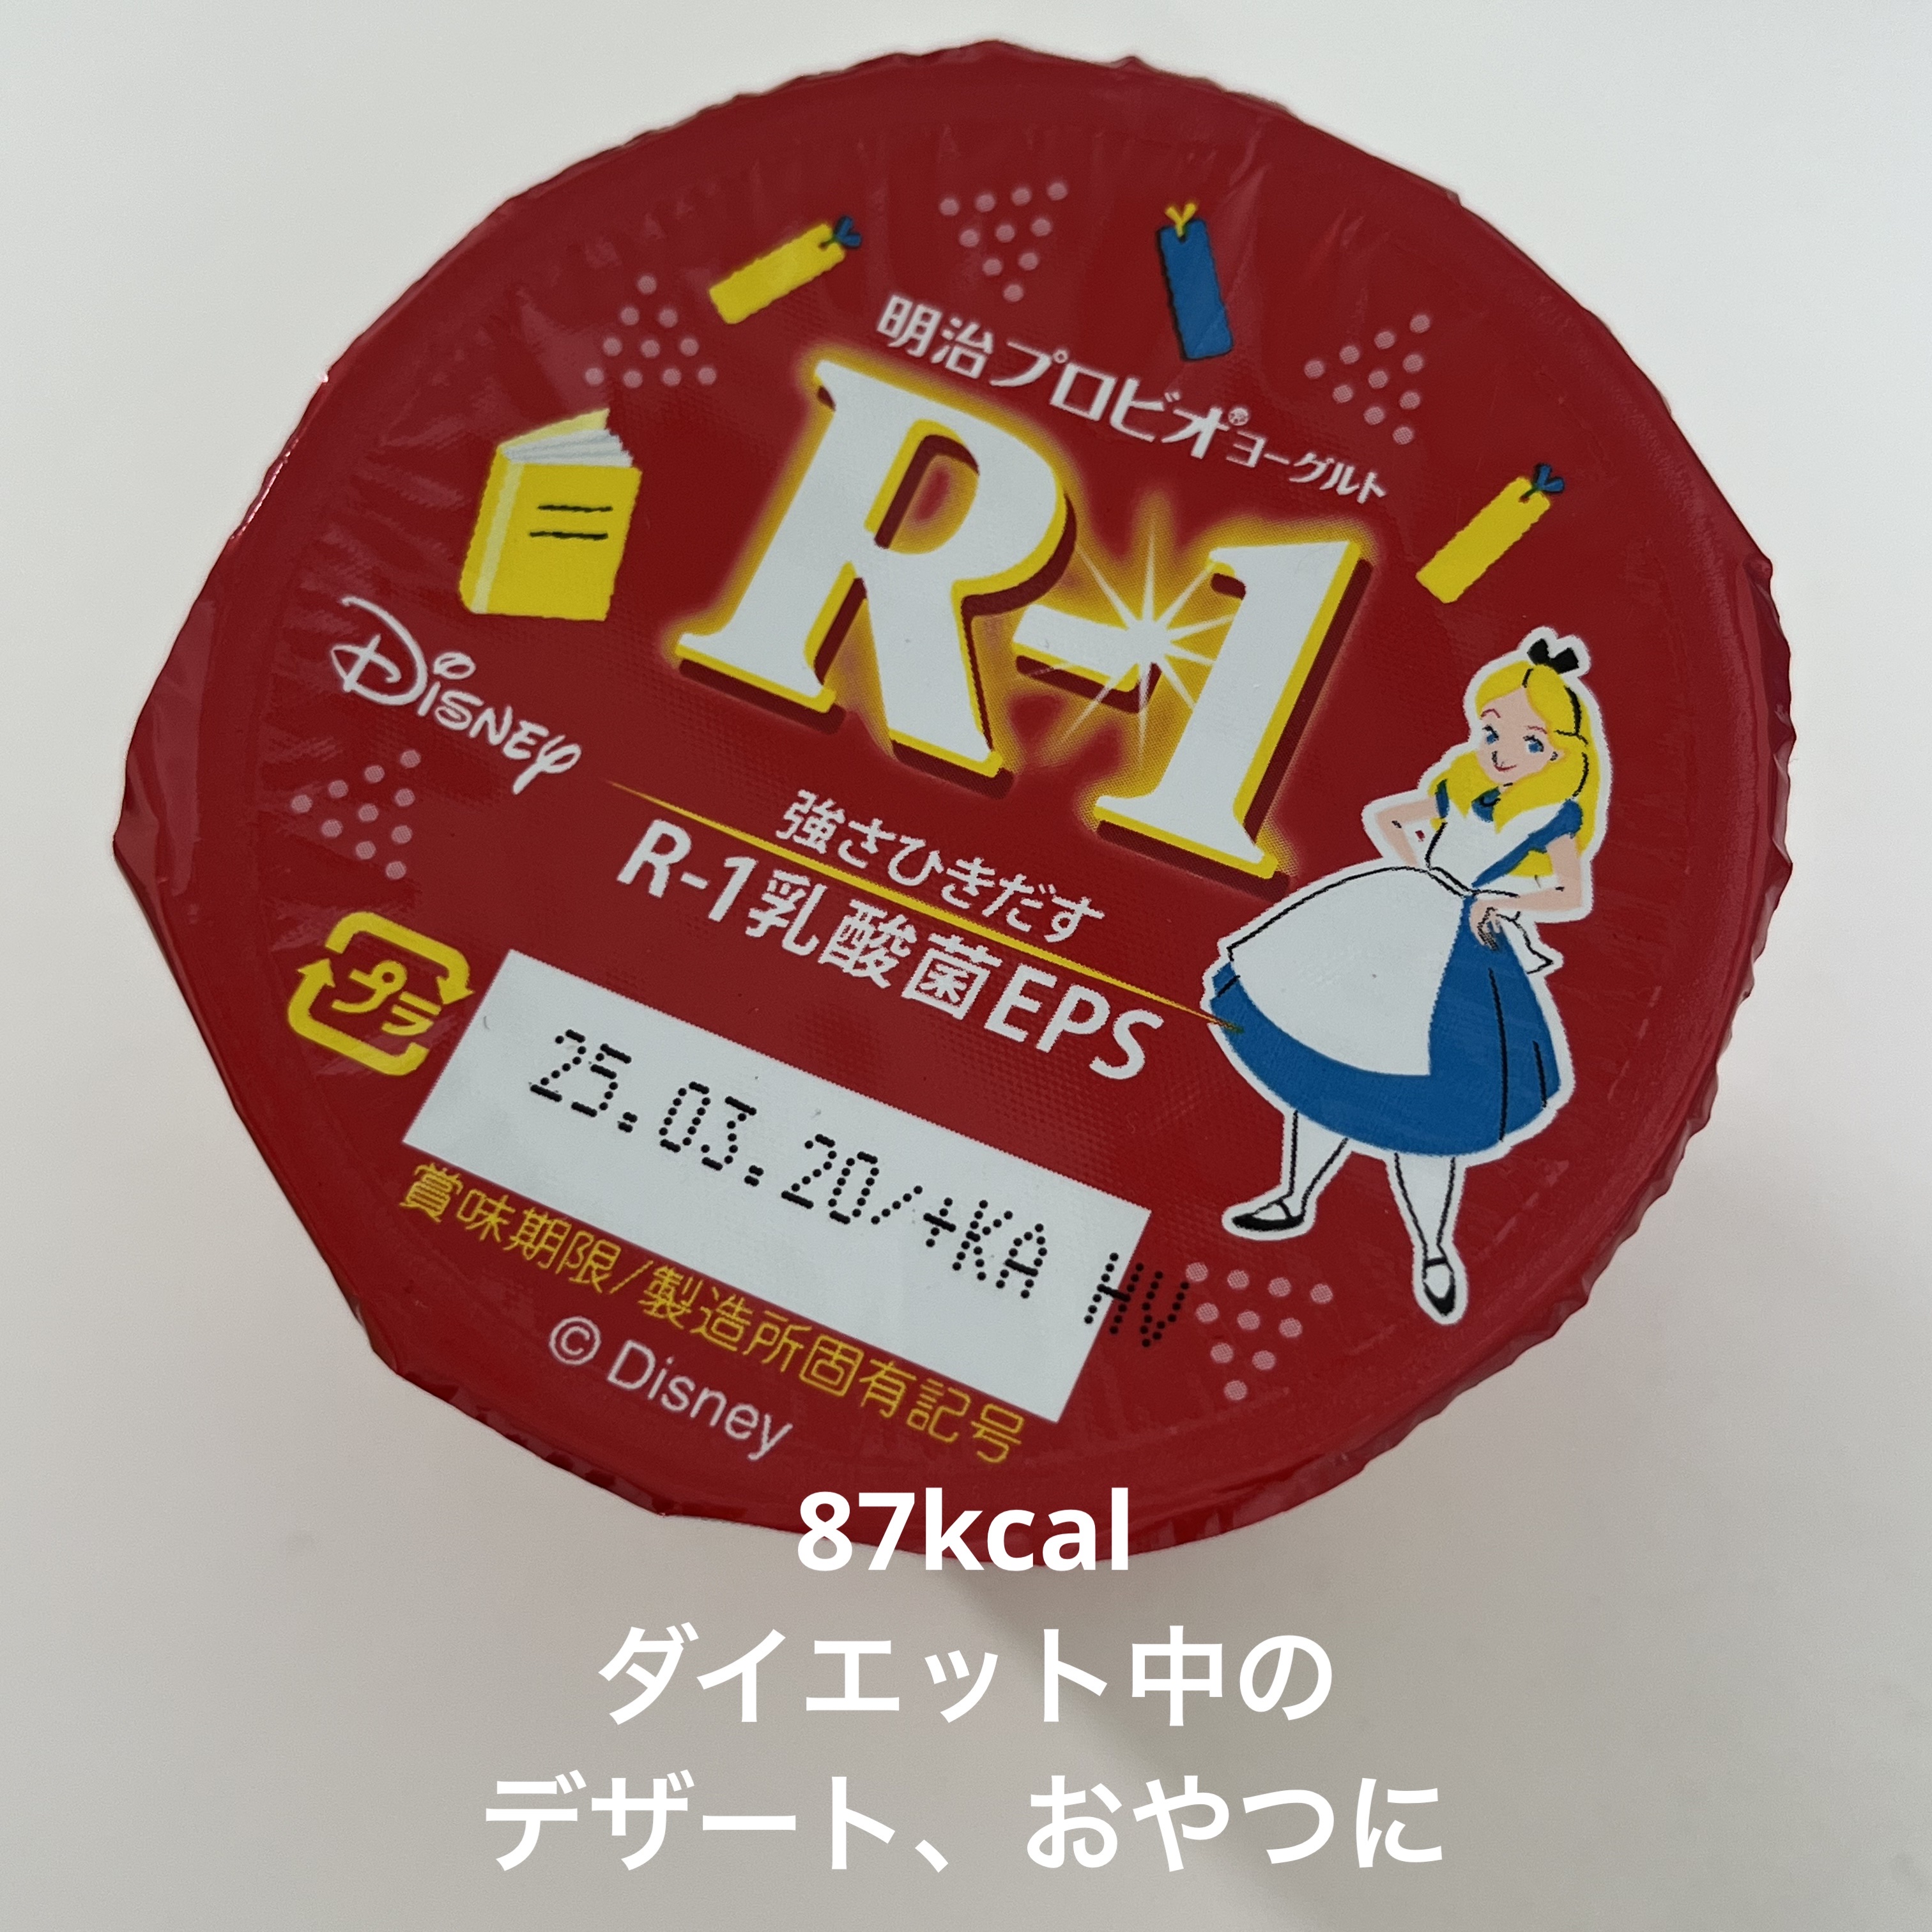 明治プロビオヨーグルト
R-1
Disney
強さひきだす
R-1乳酸菌EPS
プラ
25.03.20/+KA HV
賞味期限/製造所固有記号
© Disney
87kcal
ダイエット中の
デザート、おやつに